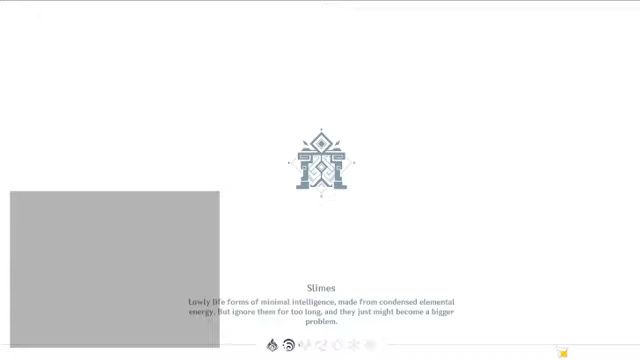 Slimes
Lowly life forms of minimal intelligence, made from condensed elemental
energy. But ignore them for too long, and they just might become a bigger
problem.